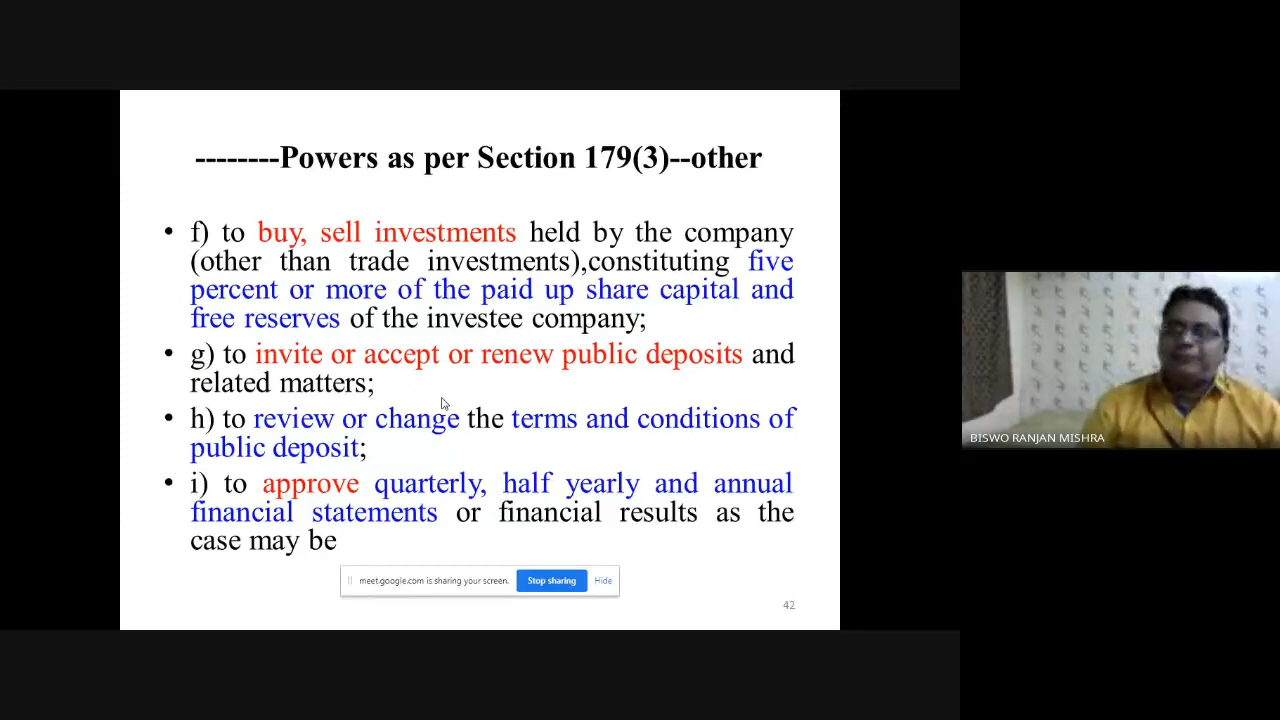 --------Powers as per Section 179(3)--other
• f) to buy, sell investments held by the company
(other than trade investments),constituting five
percent or more of the paid up share capital and
free reserves of the investee company;
• g) to invite or accept or renew public deposits and
related matters;
• h) to review or change the terms and conditions of
public deposit;
• i) to approve quarterly, half yearly and annual
financial statements or financial results as the
case may be
meet.google.com is sharing your screen.
Stop sharing
Hide
42
BISWO RANJAN MISHRA